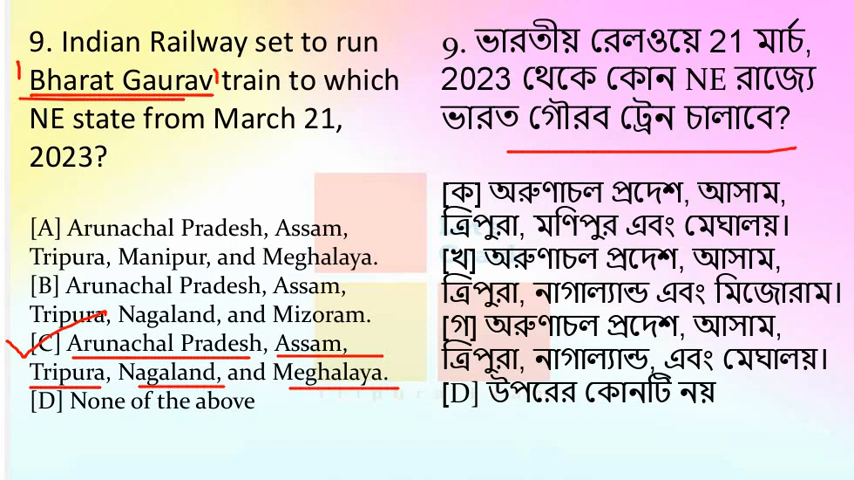 9. Indian Railway set to run
'Bharat Gaurav' train to which
NE state from March 21,
2023?
[A] Arunachal Pradesh, Assam,
Tripura, Manipur, and Meghalaya.
[B] Arunachal Pradesh, Assam,
Tripura, Nagaland, and Mizoram.
[C] Arunachal Pradesh, Assam,
Tripura, Nagaland, and Meghalaya.
[D] None of the above
9. ভারতীয় রেলওয়ে 21 মার্চ,
2023 থেকে কোন NE রাজ্যে
ভারত গৌরব ট্রেন চালাবে?
[ক] অরুণাচল প্রদেশ, আসাম,
ত্রিপুরা, মণিপুর এবং মেঘালয়।
[খ] অরুণাচল প্রদেশ, আসাম,
ত্রিপুরা, নাগাল্যান্ড এবং মিজোরাম।
[গ] অরুণাচল প্রদেশ, আসাম,
ত্রিপুরা, নাগাল্যান্ড, এবং মেঘালয়।
[D] উপরের কোনটি নয়